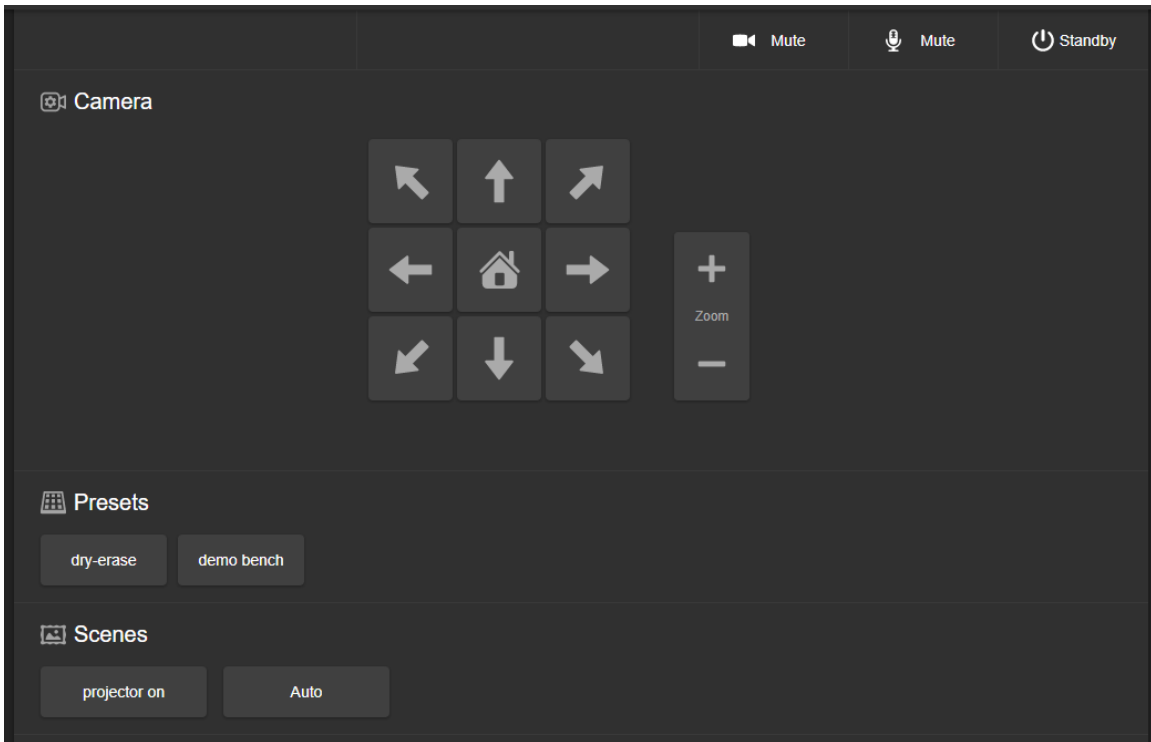 Mute
Mute
Standby
Camera
Zoom
Presets
dry-erase
demo bench
Scenes
projector on
Auto